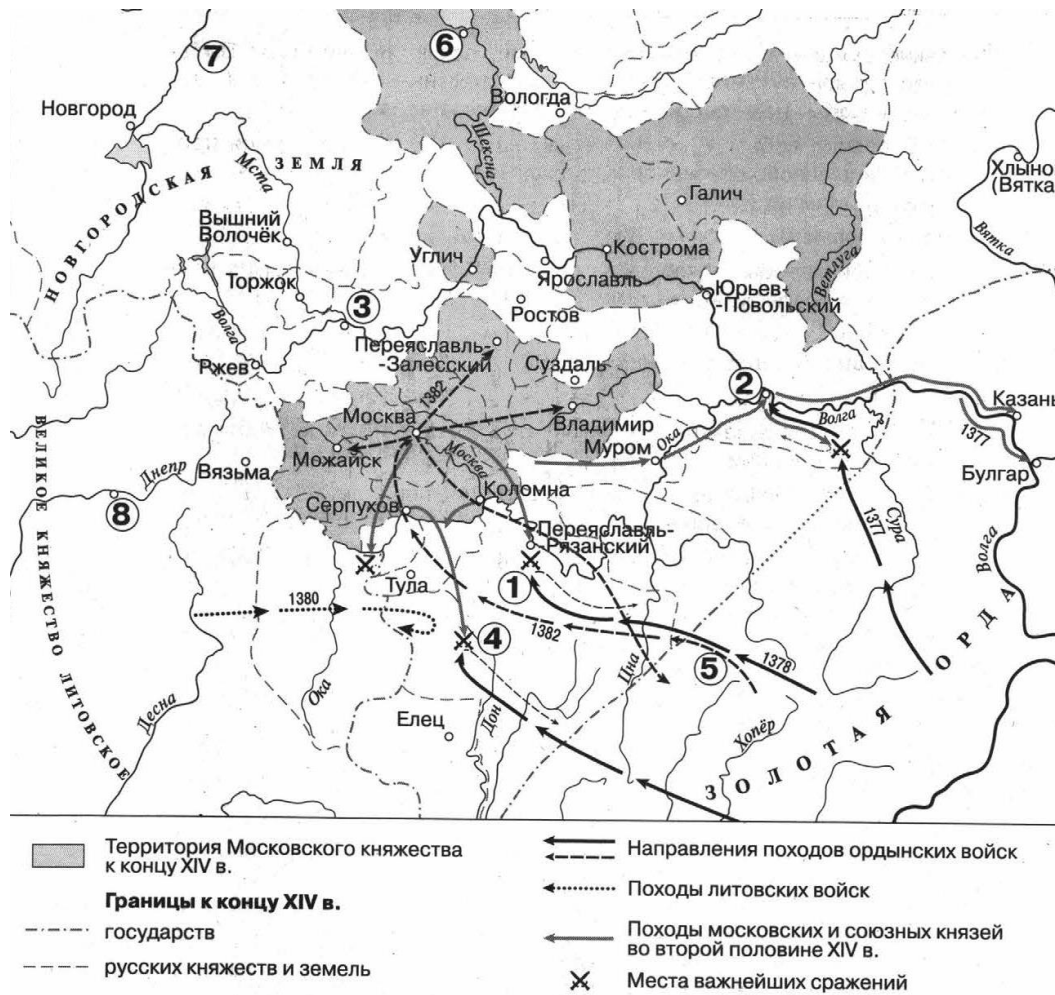 7
6
Новгород
Вологда
Шексна
НОВГОРОДСКАЯ ЗЕМЛЯ
Мста
Хлыно
(Вятка
Галич
Вятка
Вышний
Волочёк
Кострома
Углич
Ярославль
Ветлуга
Торжок
Юрьев-
-Повольский
3
Ростов
Волга
Переяславль-
-Залесский
Суздаль
Ржев
1382
2
Москва
Владимир
Волга
Казань
Муром
Ока
1377
Можайск
Москва
Вязьма
Днепр
Булгар
Коломна
8
Серпухов
Сура
1377
Переяславль-
-Рязанский
Волга
ВЕЛИКОЕ КНЯЖЕСТВО ЛИТОВСКОЕ
Тула
1
1380
4
1382
5
1378
Цна
Ока
Десна
Дон
Елец
Хопёр
ЗОЛОТАЯ ОРДА
Территория Московского княжества
к концу XIV в.
Границы к концу XIV в.
государств
русских княжеств и земель
Направления походов ордынских войск
Походы литовских войск
Походы московских и союзных князей
во второй половине XIV в.
Места важнейших сражений